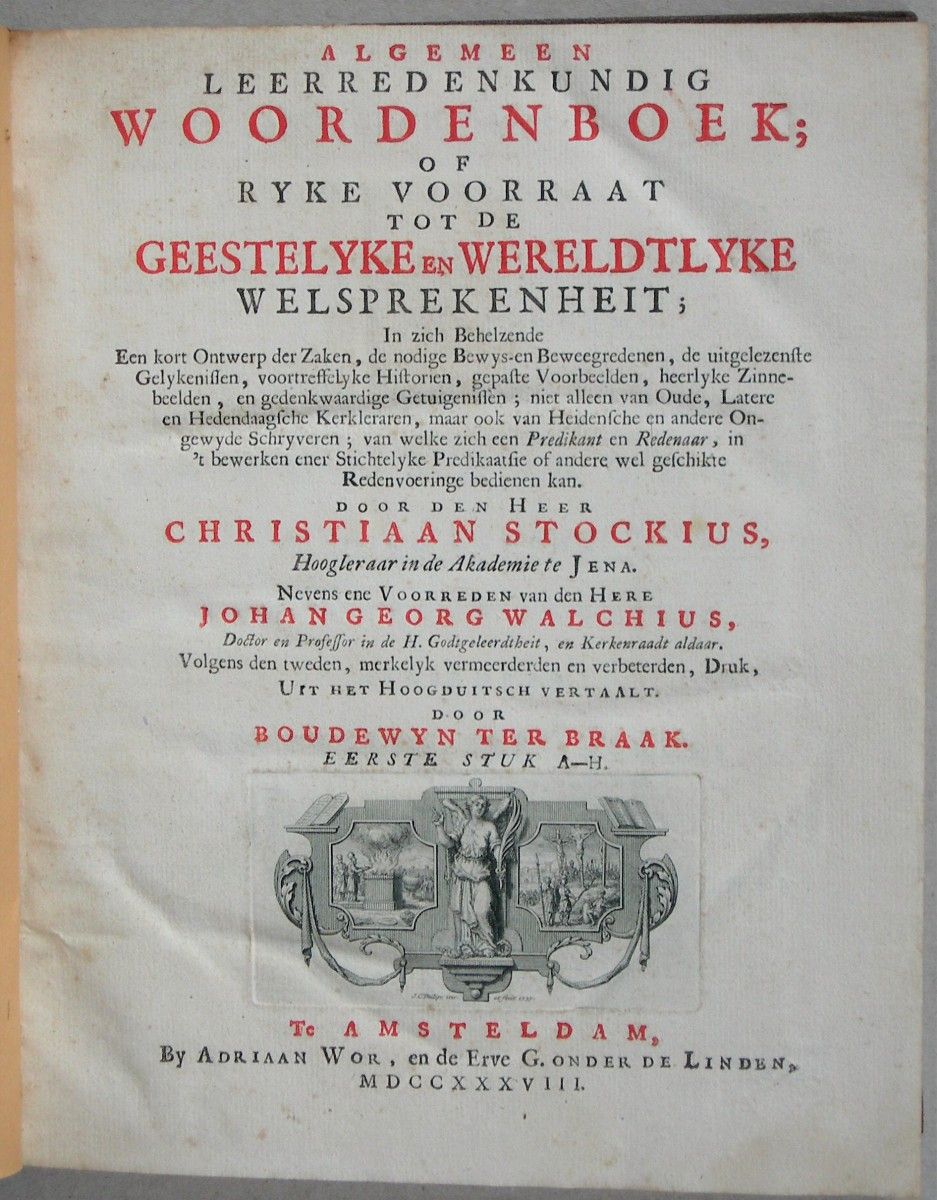 ALGEMEEN
LEERREDENKUNDIG
WOORDENBOEK;
OF
RYKE VOORRAAT
TOT DE
GEESTELYKE EN WERELDTLYKE
WELSPREKENHEIT;
In zich Behelzende
Een kort Ontwerp der Zaken, de nodige Bewys-en Beweegredenen, de uitgelezenſte
Gelykeniſſen, voortreffelyke Hiſtorien, gepaſte Voorbeelden, heerlyke Zinne-
beelden, en gedenkwaardige Getuigeniſſen; niet alleen van Oude, Latere
en Hedendaagſche Kerkleraren, maar ook van Heidenſche en andere On-
gewyde Schryveren; van welke zich een Predikant en Redenaar, in
't bewerken ener Stichtelyke Predikaatſie of andere wel geſchikte
Redenvoeringe bedienen kan.
DOOR DEN HEER
CHRISTIAAN STOCKIUS,
Hoogleraar in de Akademie te JENA.
Nevens ene VOORREDEN van den HERE
JOHAN GEORG WALCHIUS,
Doctor en Profeſſor in de H. Godtgeleerdtheit, en Kerkenraadt aldaar.
Volgens den tweden, merkelyk vermeerderden en verbeterden, Druk,
UIT HET HOOGDUITSCH VERTAALT.
DOOR
BOUDEWYN TER BRAAK.
EERSTE STUK A—H.
Te AMSTELDAM,
By ADRIAAN WOR, en de Erve G. ONDER DE LINDEN,
MDCCXXXVIII.